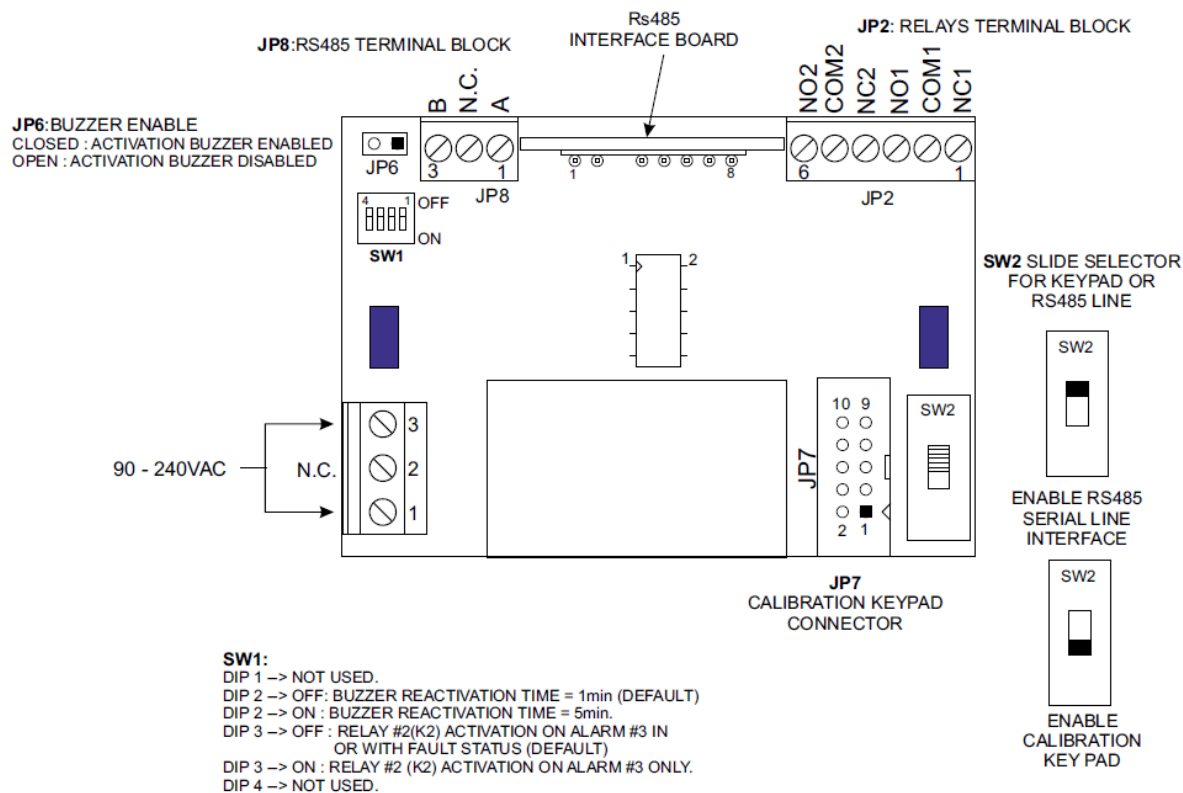 Rs485
INTERFACE BOARD
JP2: RELAYS TERMINAL BLOCK
JP8:RS485 TERMINAL BLOCK
B
N.C.
A
NO2
COM2
NC2
NO1
COM1
NC1
JP6:BUZZER ENABLE
CLOSED : ACTIVATION BUZZER ENABLED
OPEN : ACTIVATION BUZZER DISABLED
JP6
3
1
JP8
1
8
6
1
JP2
4
1
OFF
ON
SW1
1
2
SW2 SLIDE SELECTOR
FOR KEYPAD OR
RS485 LINE
SW2
ENABLE RS485
SERIAL LINE
INTERFACE
90 - 240VAC
N.C.
3
2
1
10 9
JP7
2 1
SW2
JP7
CALIBRATION KEYPAD
CONNECTOR
SW2
ENABLE
CALIBRATION
KEY PAD
SW1:
DIP 1 –> NOT USED.
DIP 2 –> OFF: BUZZER REACTIVATION TIME = 1min (DEFAULT)
DIP 2 –> ON : BUZZER REACTIVATION TIME = 5min.
DIP 3 –> OFF : RELAY #2(K2) ACTIVATION ON ALARM #3 IN
OR WITH FAULT STATUS (DEFAULT)
DIP 3 –> ON : RELAY #2 (K2) ACTIVATION ON ALARM #3 ONLY.
DIP 4 –> NOT USED.